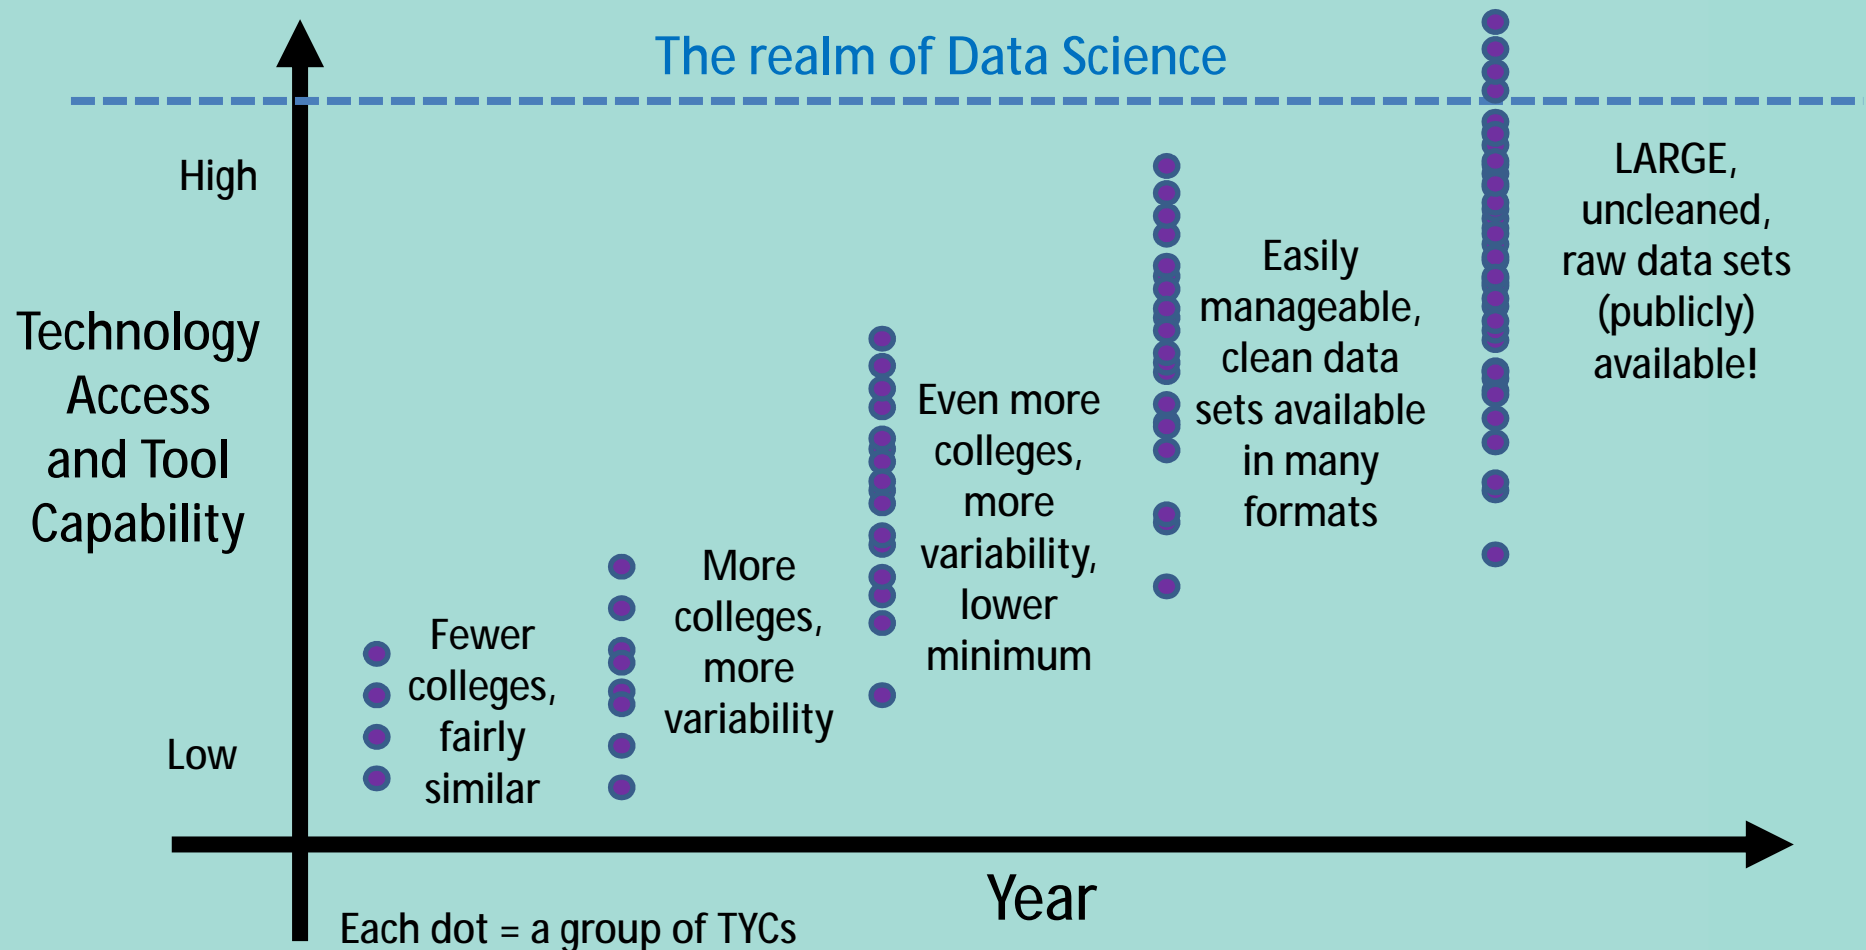 The realm of Data Science
High
Technology
Access
and Tool
Capability
Low
Fewer
colleges,
fairly
similar
More
colleges,
more
variability
Even more
colleges,
more
variability,
lower
minimum
Easily
manageable,
clean data
sets available
in many
formats
LARGE,
uncleaned,
raw data sets
(publicly)
available!
Year
Each dot = a group of TYCs